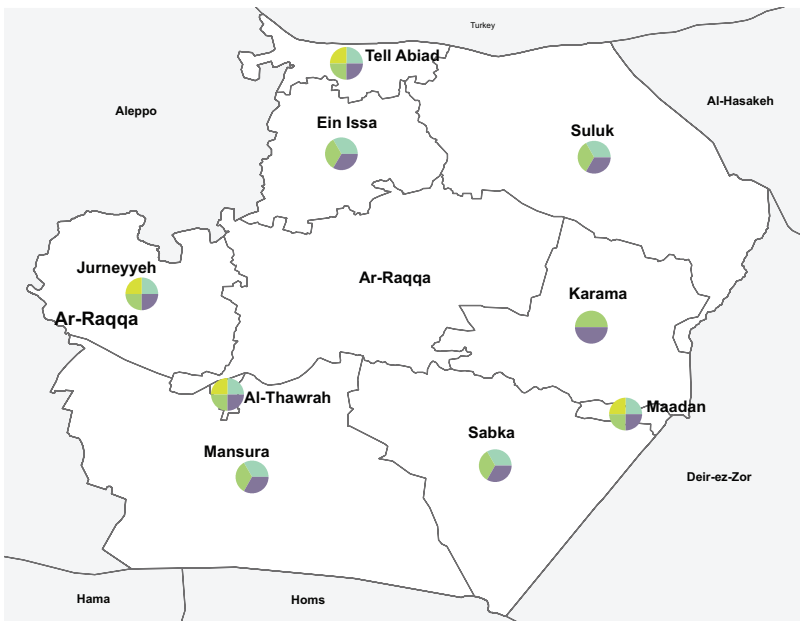 Turkey
Tell Abiad
Al-Hasakeh
Aleppo
Ein Issa
Suluk
Jurneyyeh
Ar-Raqqa
Karama
Ar-Raqqa
Al-Thawrah
Maadan
Sabka
Mansura
Deir-ez-Zor
Hama
Homs